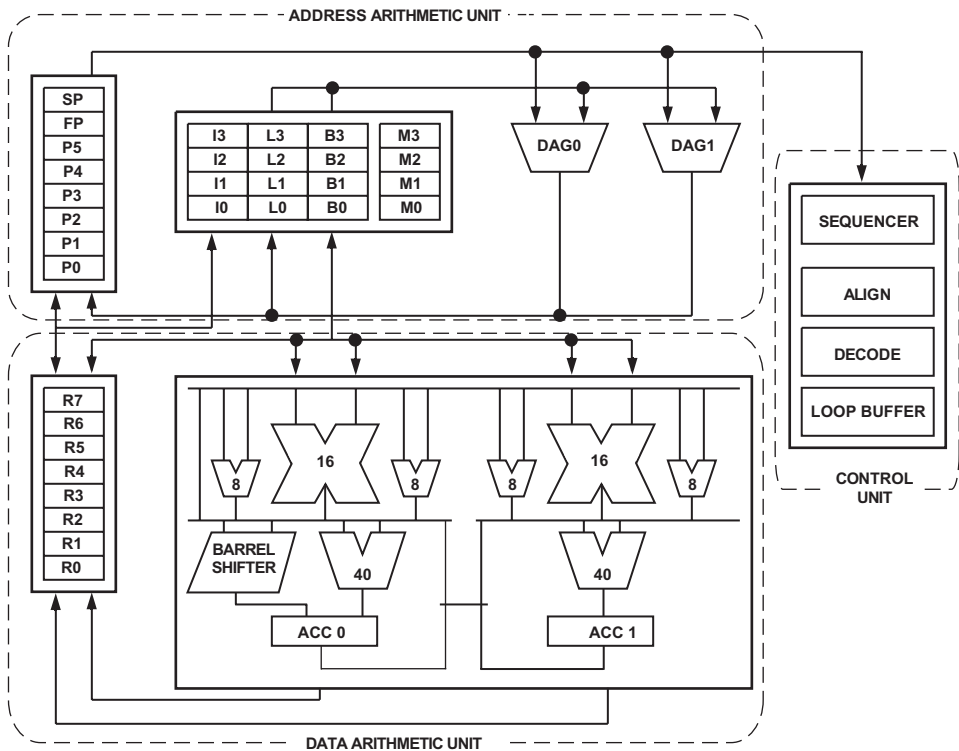 ADDRESS ARITHMETIC UNIT
SP
FP
P5
P4
P3
P2
P1
P0
I3 L3 B3 M3
I2 L2 B2 M2
I1 L1 B1 M1
I0 L0 B0 M0
DAG0
DAG1
SEQUENCER
ALIGN
DECODE
LOOP BUFFER
CONTROL
UNIT
R7
R6
R5
R4
R3
R2
R1
R0
16
8
8
8
16
8
BARREL
SHIFTER
40
40
ACC 0
ACC 1
DATA ARITHMETIC UNIT